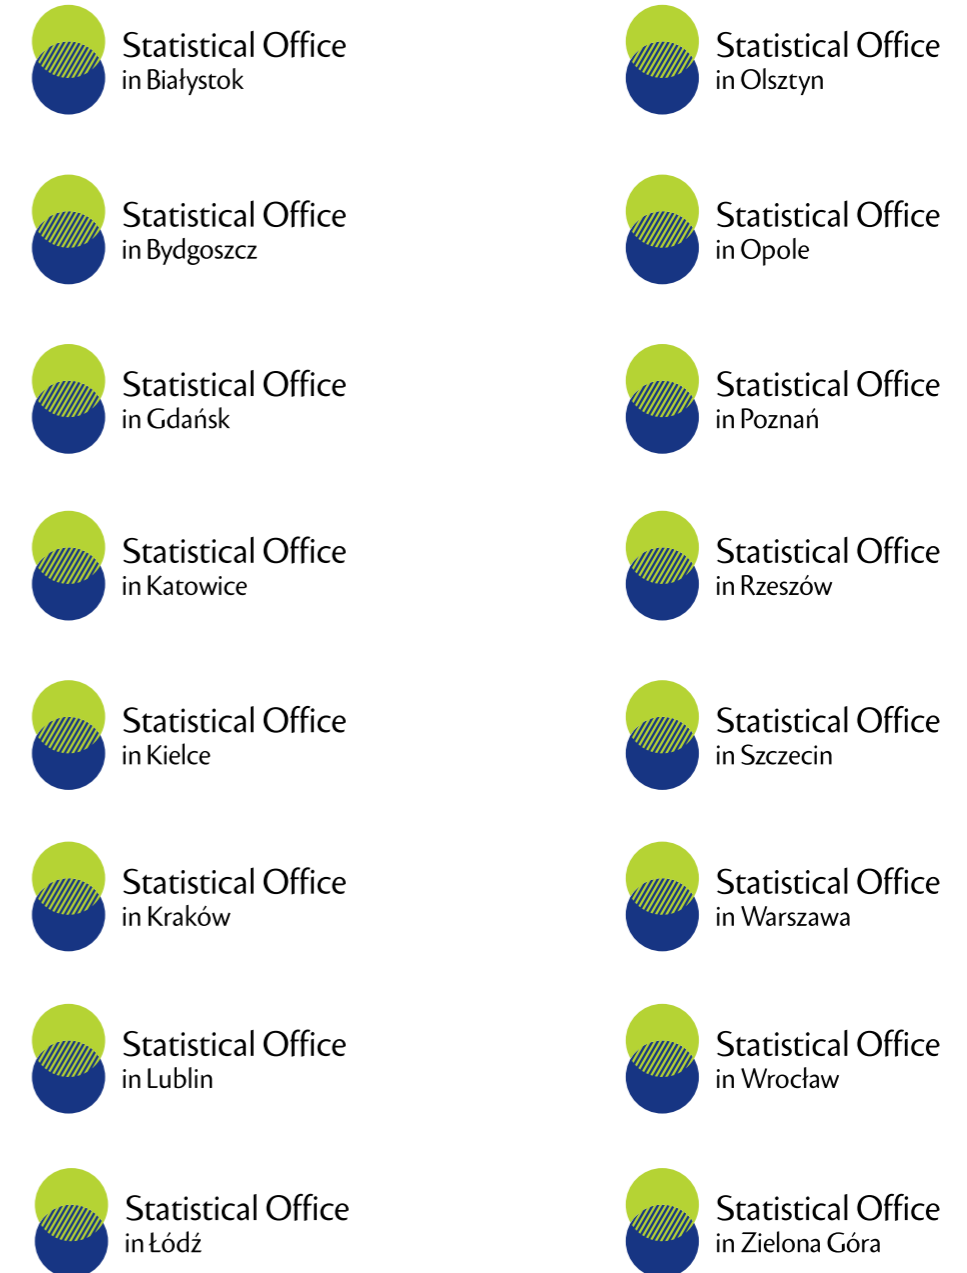 Statistical Office
in Białystok
Statistical Office
in Olsztyn
Statistical Office
in Bydgoszcz
Statistical Office
in Opole
Statistical Office
in Gdańsk
Statistical Office
in Poznań
Statistical Office
in Katowice
Statistical Office
in Rzeszów
Statistical Office
in Kielce
Statistical Office
in Szczecin
Statistical Office
in Kraków
Statistical Office
in Warszawa
Statistical Office
in Lublin
Statistical Office
in Wrocław
Statistical Office
in Łódź
Statistical Office
in Zielona Góra